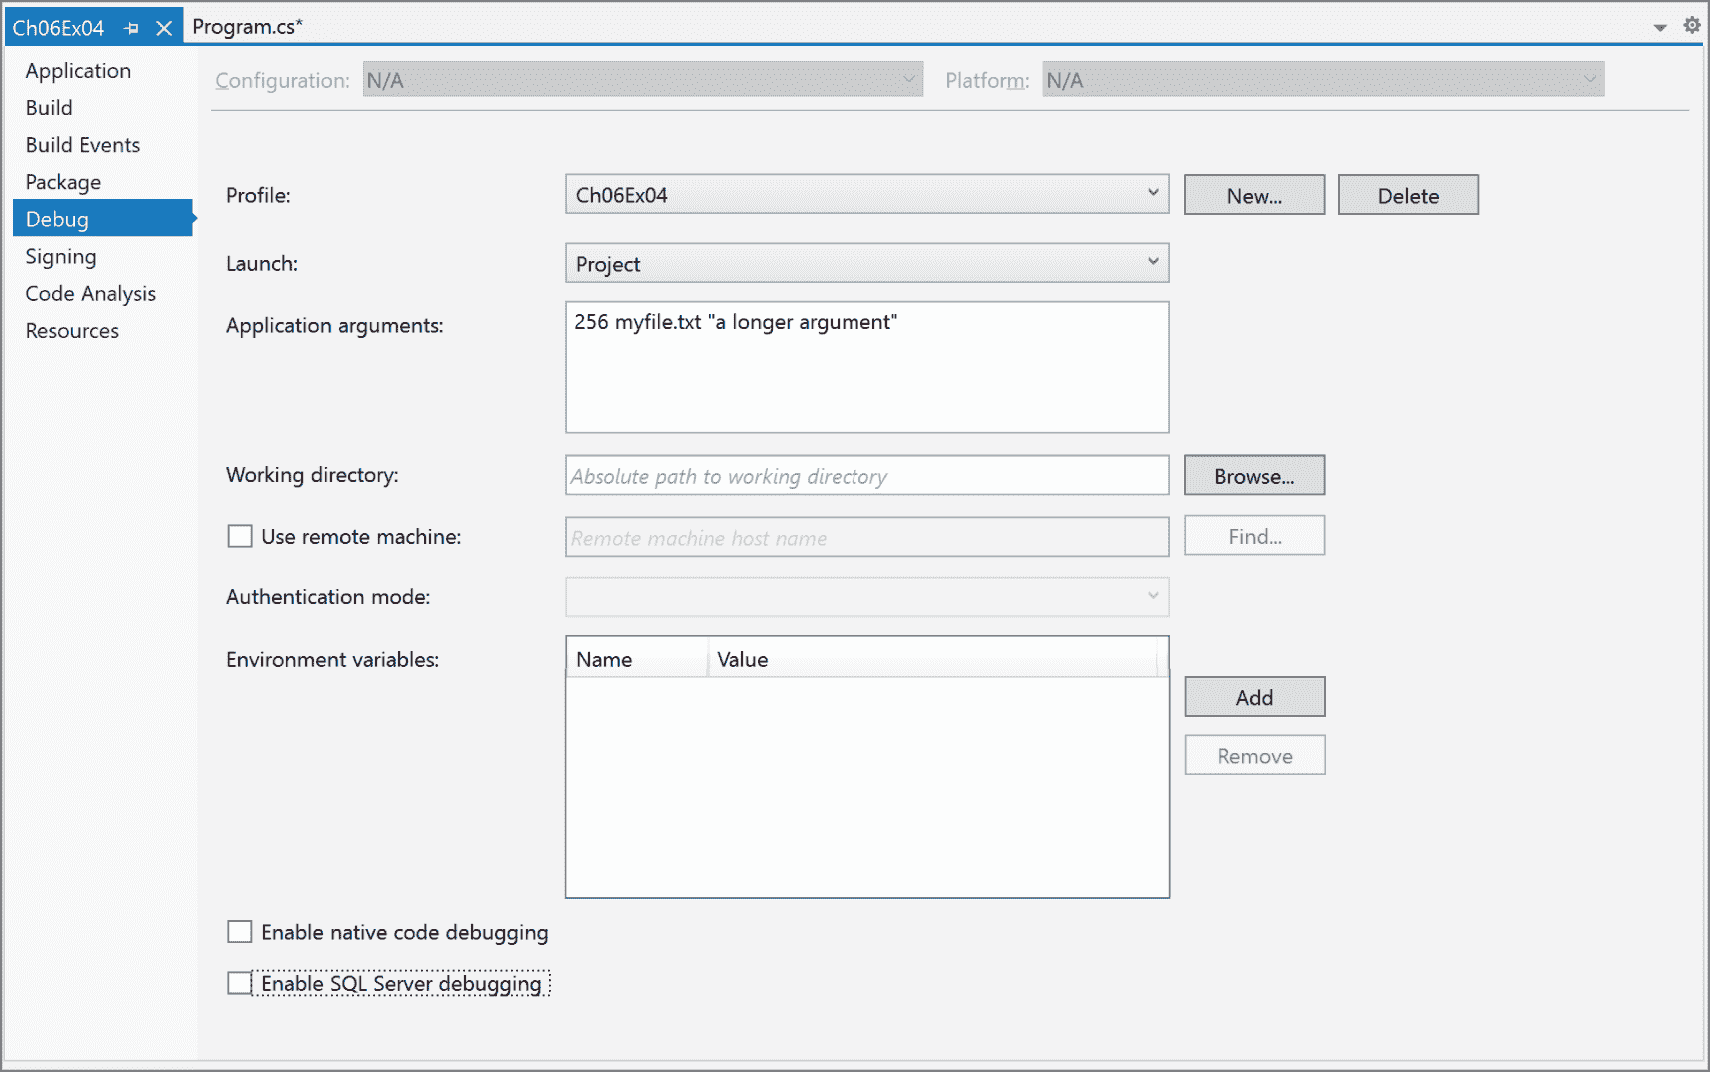 Ch06Ex04 Program.cs*
Application
Build
Build Events
Package
Debug
Signing
Code Analysis
Resources
Configuration: N/A Platform: N/A
Profile: Ch06Ex04 New... Delete
Launch: Project
Application arguments: 256 myfile.txt "a longer argument"
Working directory: Absolute path to working directory Browse...
Use remote machine: Remote machine host name Find...
Authentication mode:
Environment variables: Name Value
Add
Remove
Enable native code debugging
Enable SQL Server debugging